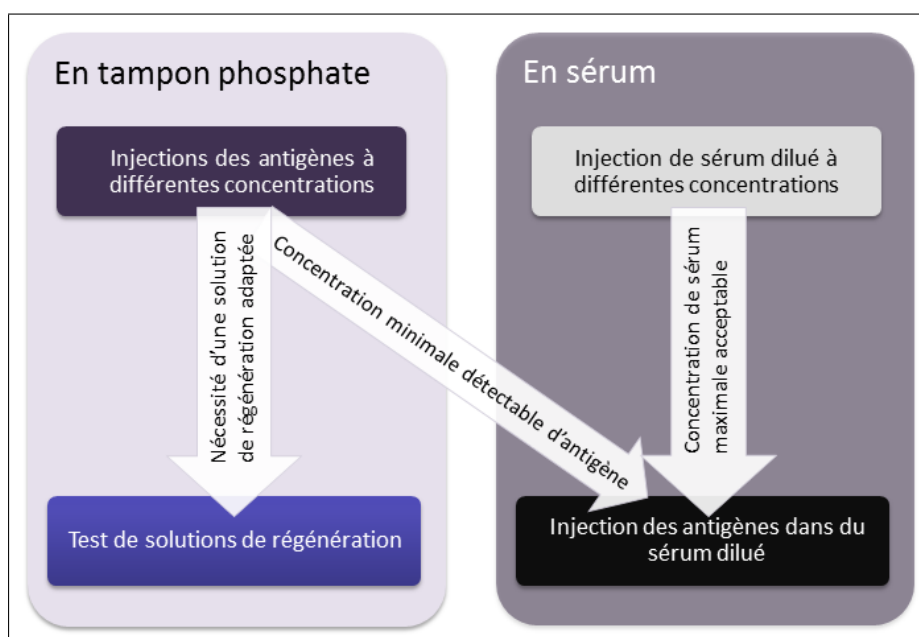 En tampon phosphate
Injections des antigènes à
différentes concentrations
Nécessité d'une solution
de régénération adaptée
Concentration minimale détectable d'antigène
Test de solutions de régénération
En sérum
Injection de sérum dilué à
différentes concentrations
Concentration de sérum
maximale acceptable
Injection des antigènes dans du
sérum dilué